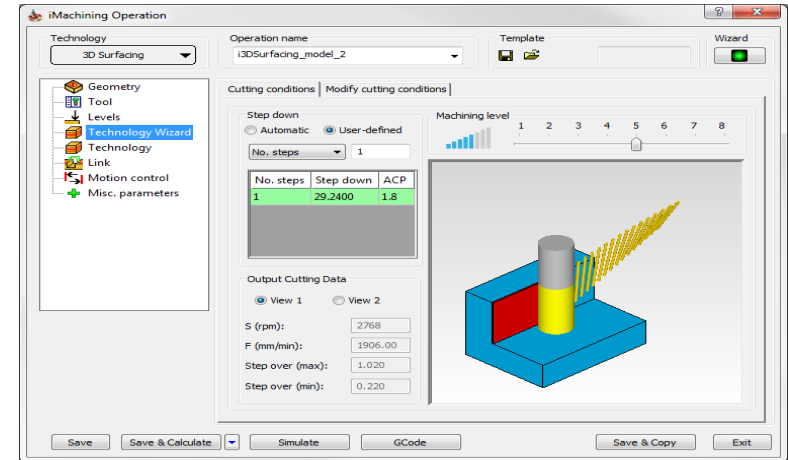 iMachining Operation
Technology
3D Surfacing
Operation name
i3DSurfacing_model_2
Template
Wizard
Geometry
Tool
Levels
Technology Wizard
Technology
Link
Motion control
Misc. parameters
Cutting conditions
Modify cutting conditions
Step down
Automatic
User-defined
No. steps
1
No. steps Step down ACP
1 29.2400 1.8
Output Cutting Data
View 1
View 2
S (rpm): 2768
F (mm/min): 1906.00
Step over (max): 1.020
Step over (min): 0.220
Machining level
1 2 3 4 5 6 7 8
Save
Save & Calculate
Simulate
GCode
Save & Copy
Exit